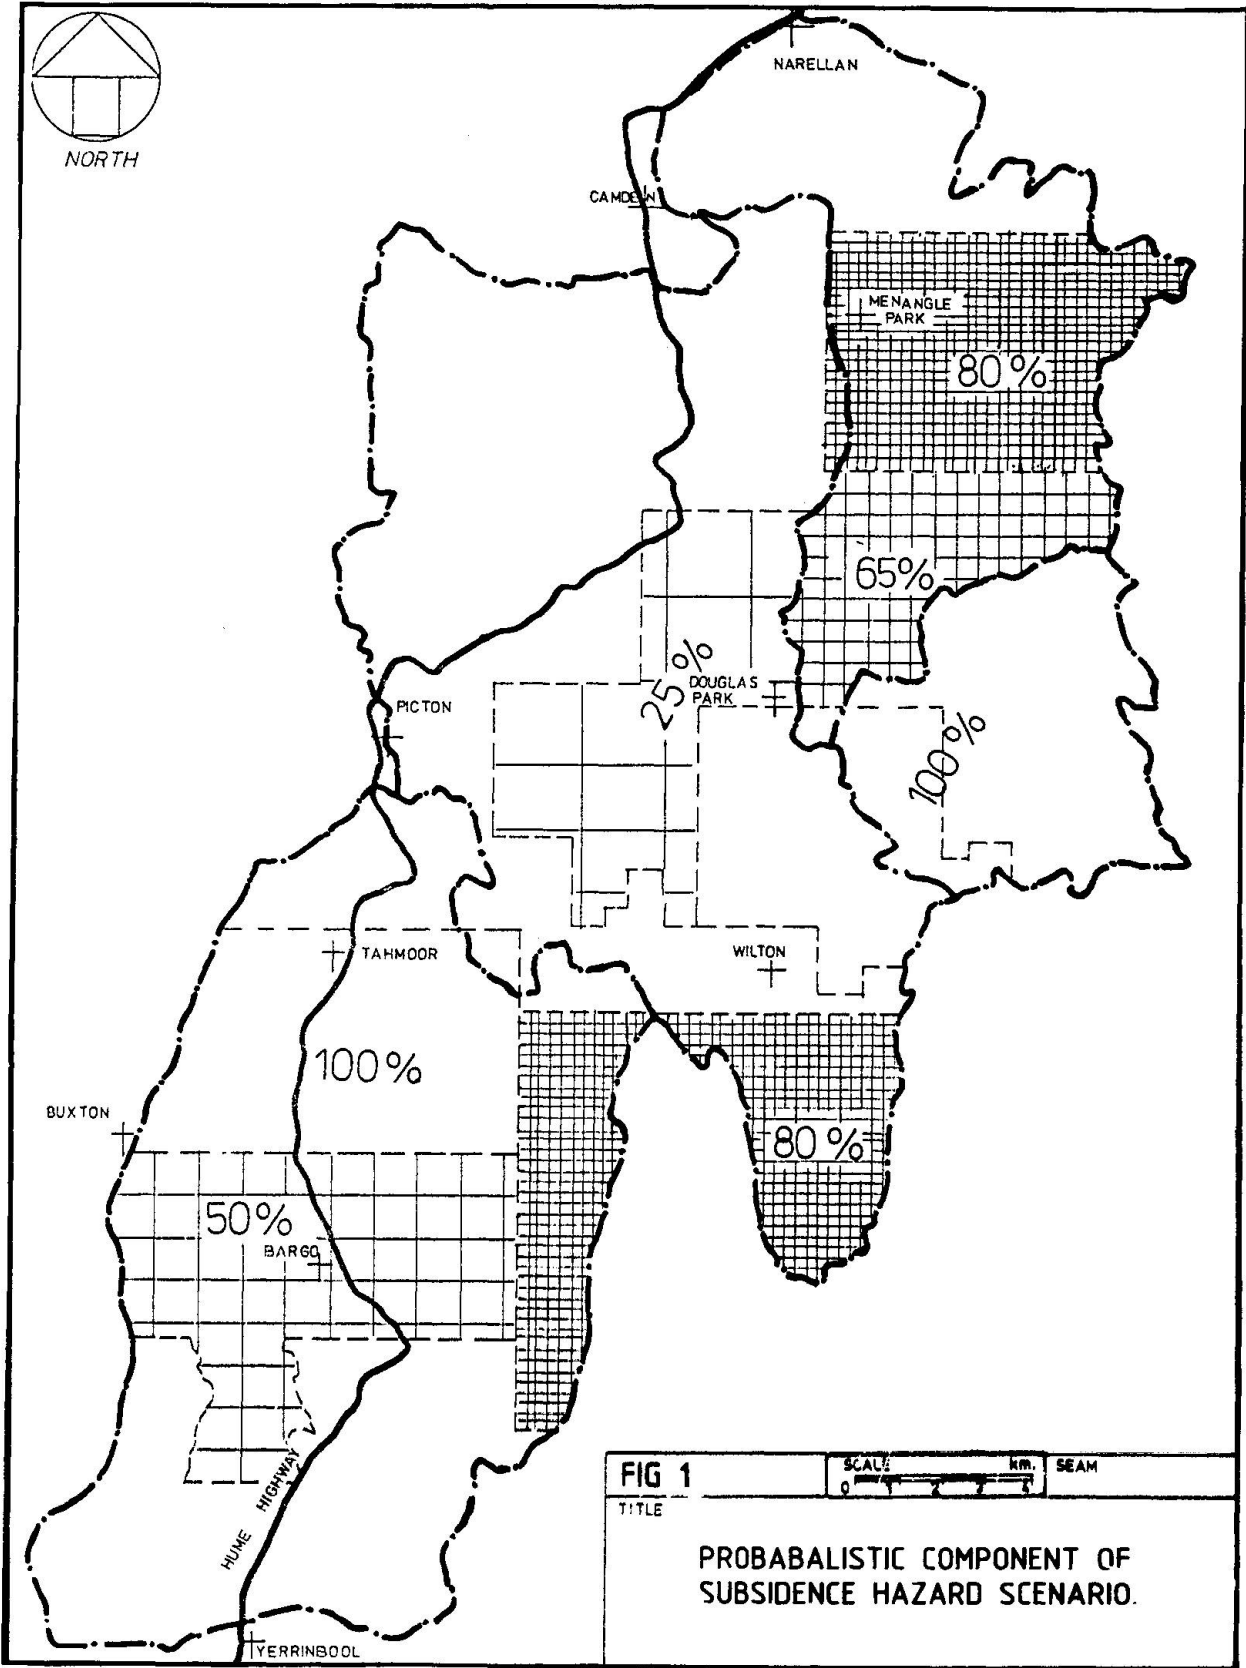 NORTH
NARELLAN
CAMDEN
MENANGLE
PARK
80%
65%
25%
DOUGLAS
PARK
PICTON
100%
WILTON
TAHMOOR
100%
BUXTON
80%
50%
BARGO
HUME HIGHWAY
YERRINBOOL
FIG 1
SCALE km.
0 1 2 3 4
SEAM
TITLE
PROBABALISTIC COMPONENT OF
SUBSIDENCE HAZARD SCENARIO.